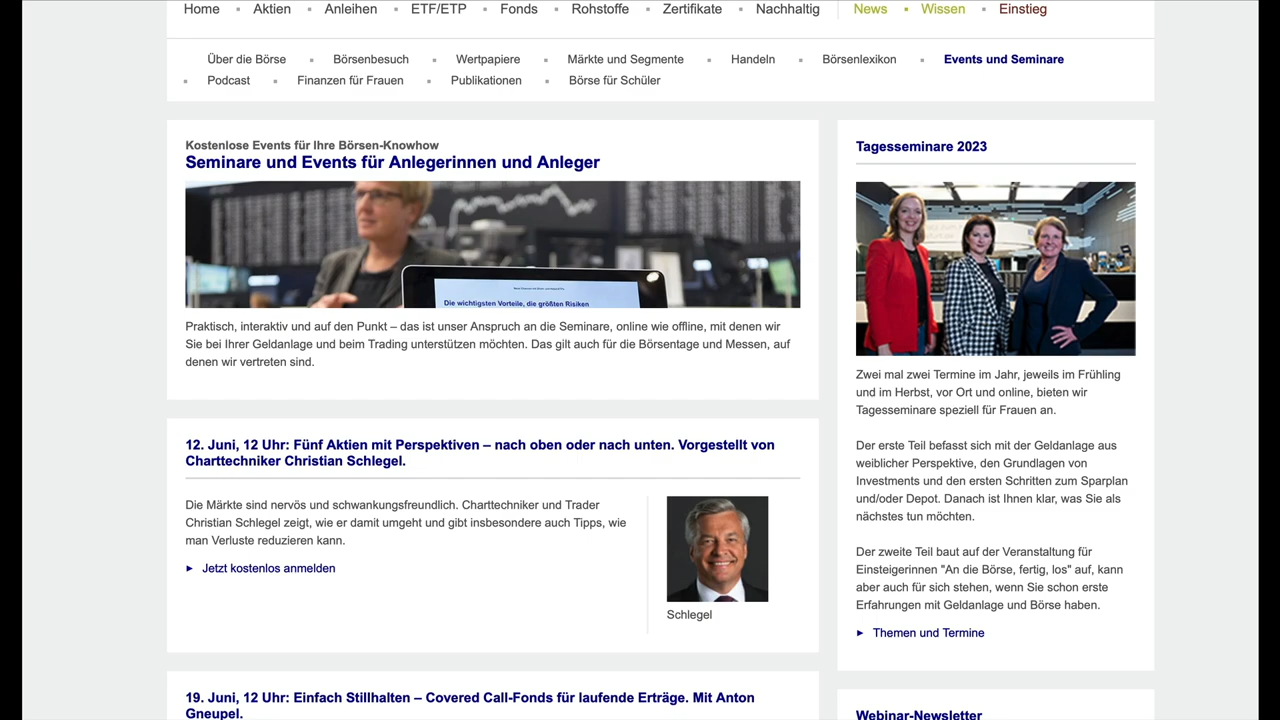 Home Aktien Anleihen ETF/ETP Fonds Rohstoffe Zertifikate Nachhaltig News Wissen Einstieg
Über die Börse Börsenbesuch Wertpapiere Märkte und Segmente Handeln Börsenlexikon Events und Seminare
Podcast Finanzen für Frauen Publikationen Börse für Schüler
Kostenlose Events für Ihre Börsen-Knowhow
Seminare und Events für Anlegerinnen und Anleger
Die wichtigsten Vorteile, die größten Risiken
Praktisch, interaktiv und auf den Punkt – das ist unser Anspruch an die Seminare, online wie offline, mit denen wir
Sie bei Ihrer Geldanlage und beim Trading unterstützen möchten. Das gilt auch für die Börsentage und Messen, auf
denen wir vertreten sind.
12. Juni, 12 Uhr: Fünf Aktien mit Perspektiven – nach oben oder nach unten. Vorgestellt von
Charttechniker Christian Schlegel.
Die Märkte sind nervös und schwankungsfreundlich. Charttechniker und Trader
Christian Schlegel zeigt, wie er damit umgeht und gibt insbesondere auch Tipps, wie
man Verluste reduzieren kann.
► Jetzt kostenlos anmelden
Schlegel
19. Juni, 12 Uhr: Einfach Stillhalten – Covered Call-Fonds für laufende Erträge. Mit Anton
Gneupel.
Tagesseminare 2023
Zwei mal zwei Termine im Jahr, jeweils im Frühling
und im Herbst, vor Ort und online, bieten wir
Tagesseminare speziell für Frauen an.
Der erste Teil befasst sich mit der Geldanlage aus
weiblicher Perspektive, den Grundlagen von
Investments und den ersten Schritten zum Sparplan
und/oder Depot. Danach ist Ihnen klar, was Sie als
nächstes tun möchten.
Der zweite Teil baut auf der Veranstaltung für
Einsteigerinnen "An die Börse, fertig, los" auf, kann
aber auch für sich stehen, wenn Sie schon erste
Erfahrungen mit Geldanlage und Börse haben.
► Themen und Termine
Webinar-Newsletter